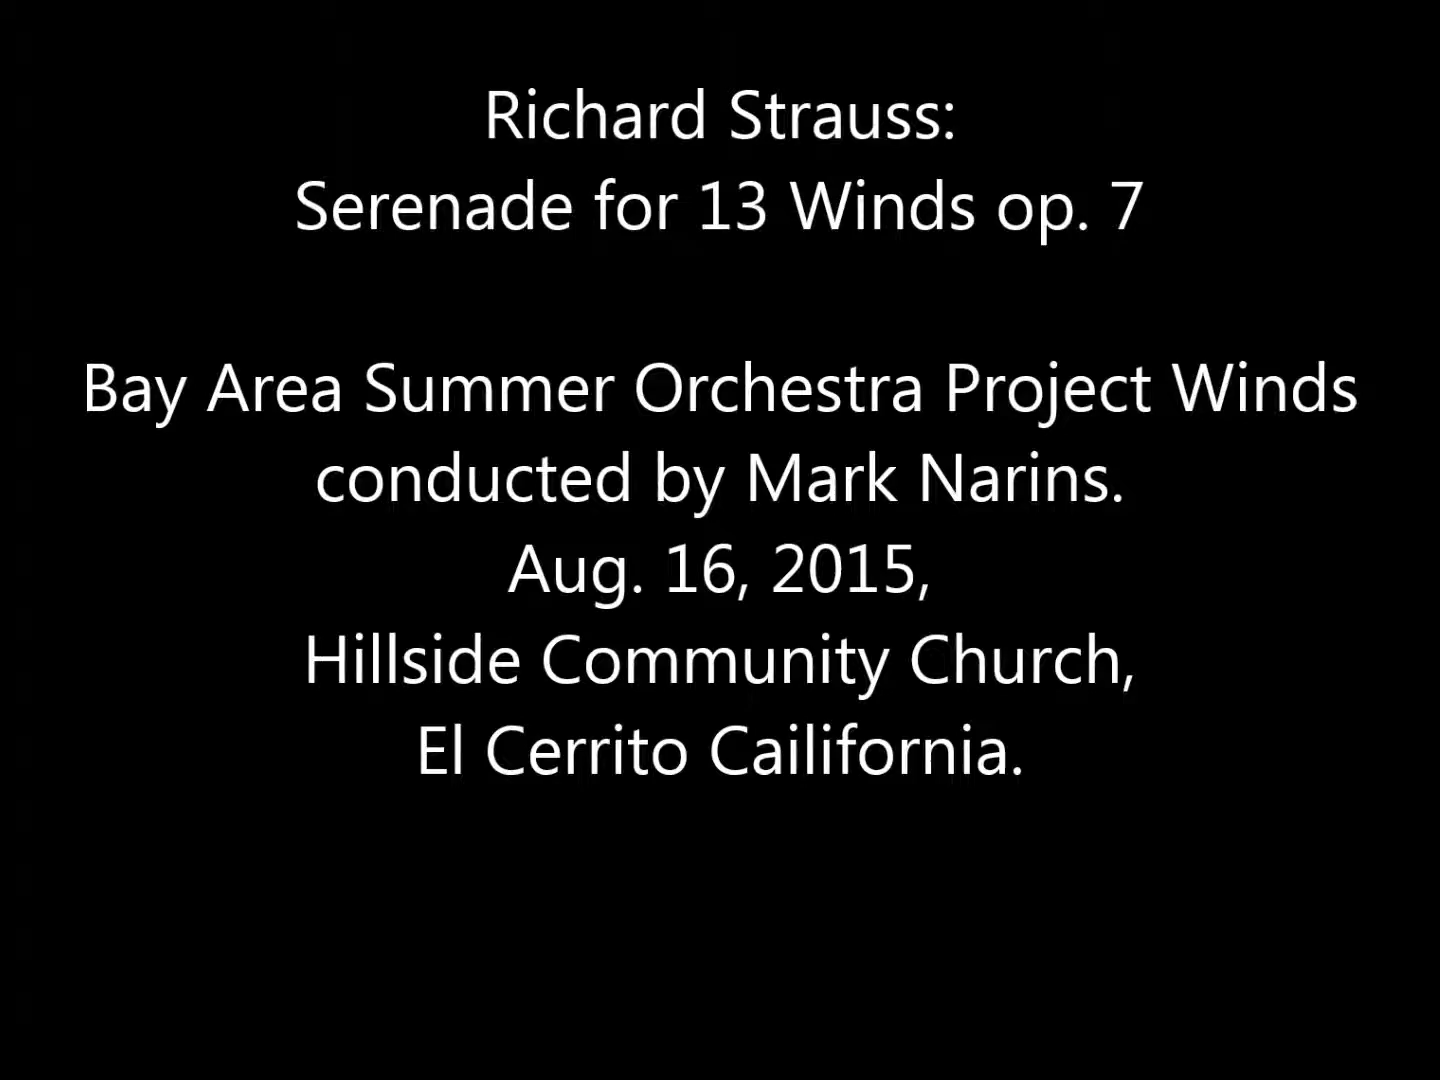 Richard Strauss:
Serenade for 13 Winds op. 7
Bay Area Summer Orchestra Project Winds
conducted by Mark Narins.
Aug. 16, 2015,
Hillside Community Church,
El Cerrito Cailifornia.